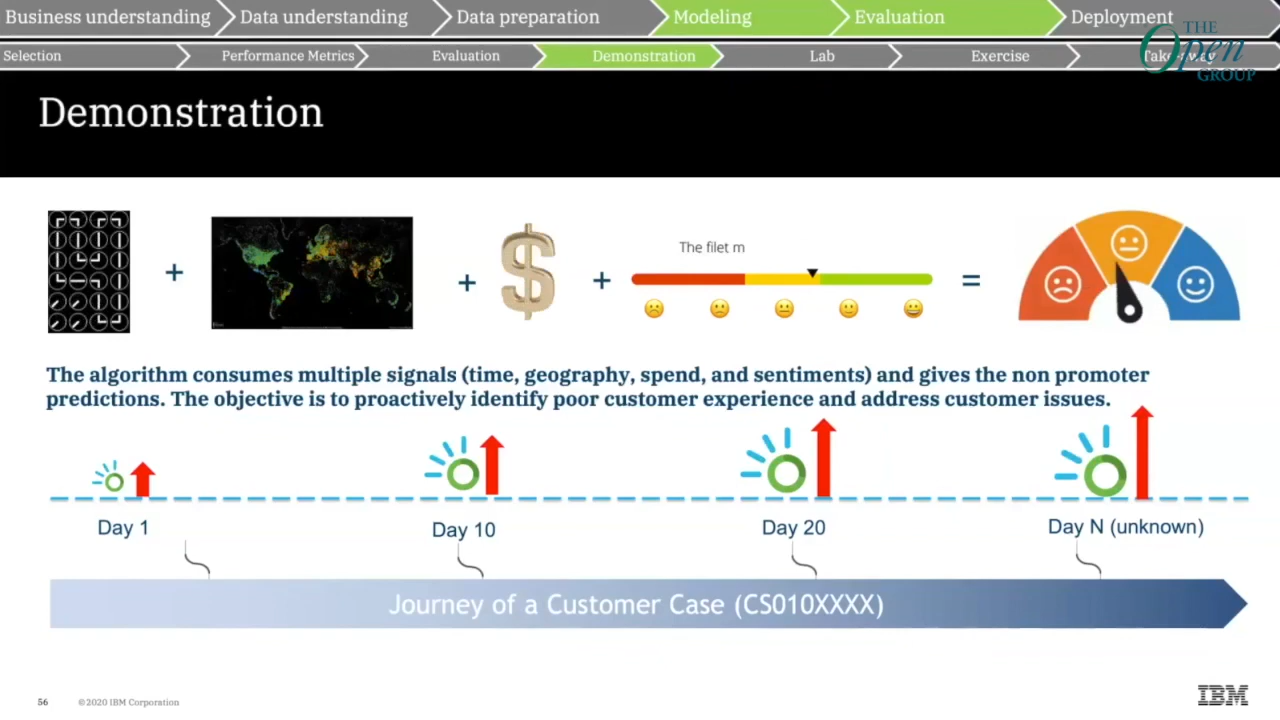 Business understanding
Data understanding
Data preparation
Modeling
Evaluation
Deployment
Selection
Performance Metrics
Evaluation
Demonstration
Lab
Exercise
Take-away
THE
Open
GROUP
Demonstration
+
+
$
+
The filet m
=
The algorithm consumes multiple signals (time, geography, spend, and sentiments) and gives the non promoter
predictions. The objective is to proactively identify poor customer experience and address customer issues.
Day 1
Day 10
Day 20
Day N (unknown)
Journey of a Customer Case (CS010XXXX)
56
©2020 IBM Corporation
IBM